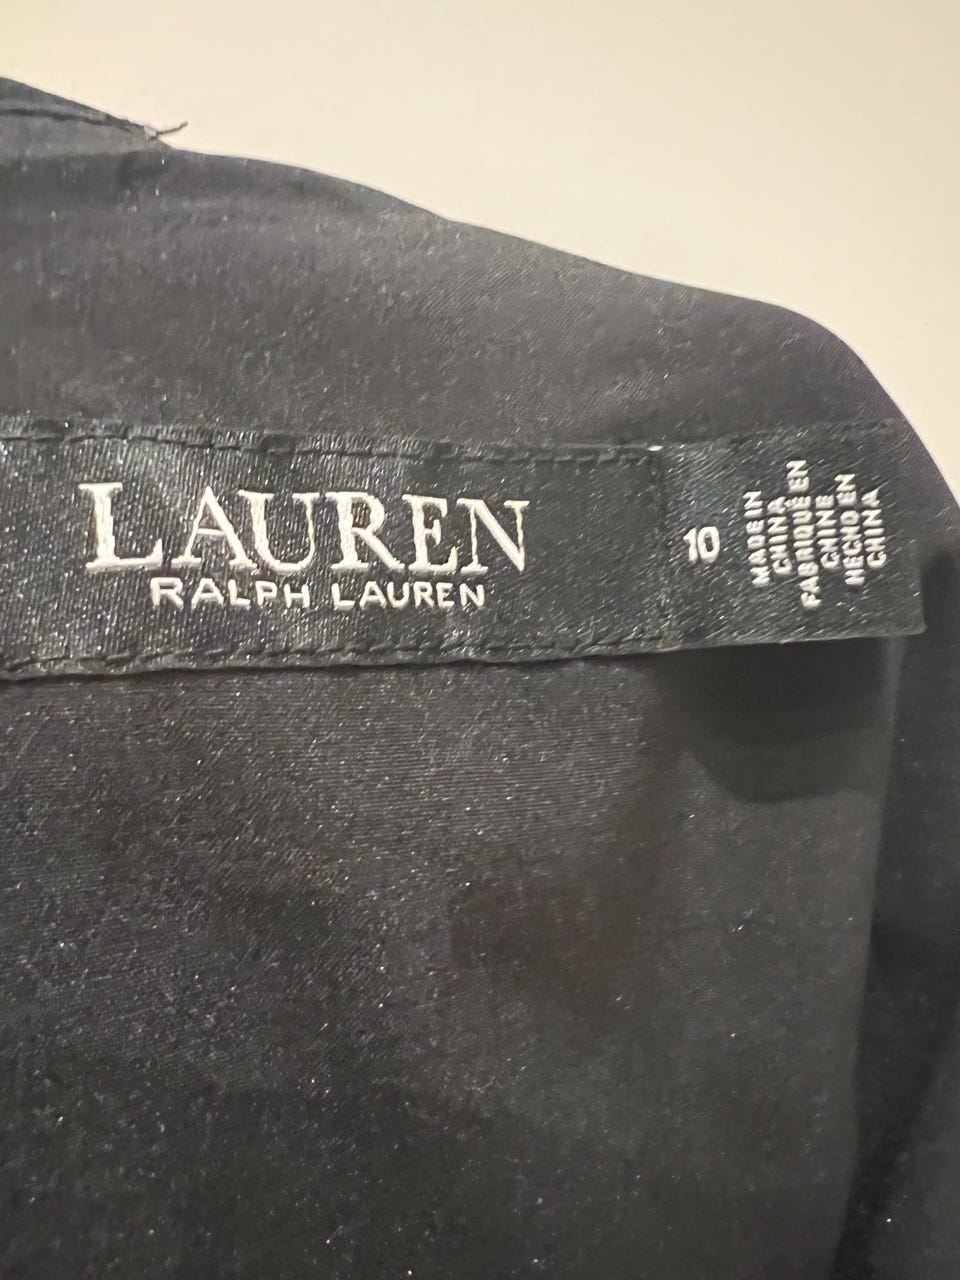 LAUREN
RALPH LAUREN
10
MADE IN
CHINA
FABRIQUÉ EN
CHINE
HECHO EN
CHINA